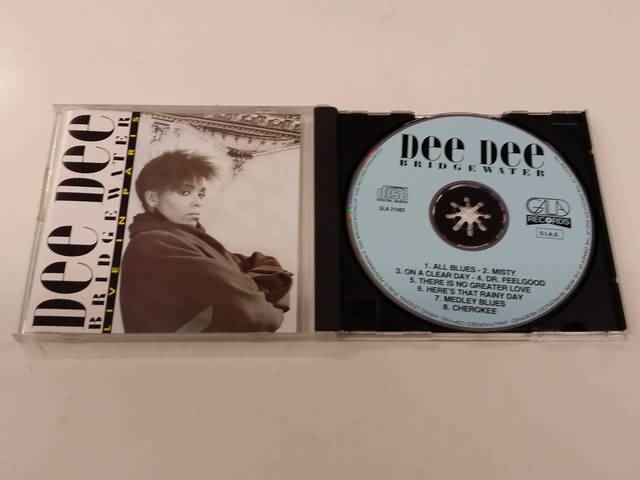 DEE DEE
BRIDGEWATER
LIVE IN PARIS
DEE DEE
BRIDGEWATER
GALA
RECORDS
S.I.A.E.
1. ALL BLUES - 2. MISTY
3. ON A CLEAR DAY - 4. DR. FEELGOOD
5. THERE IS NO GREATER LOVE
6. HERE'S THAT RAINY DAY
7. MEDLEY BLUES
8. CHEROKEE